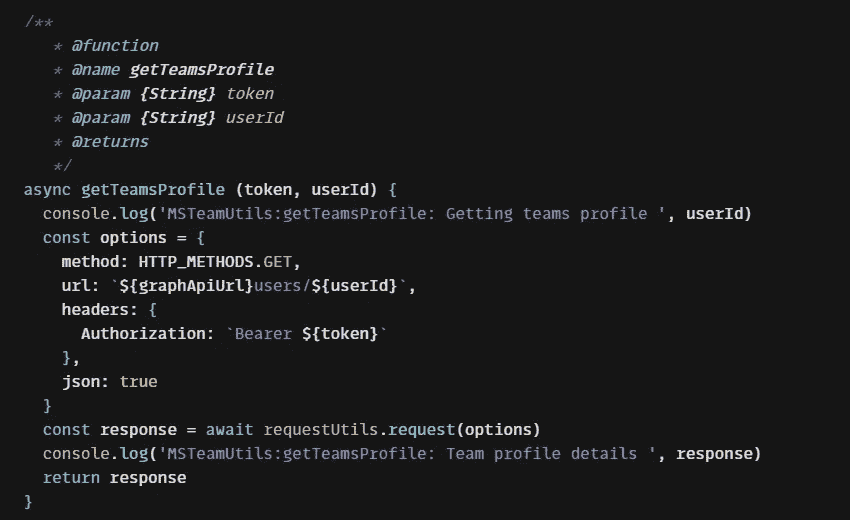 /**
   * @function
   * @name getTeamsProfile
   * @param {String} token
   * @param {String} userId
   * @returns
   */
async getTeamsProfile (token, userId) {
  console.log('MSTeamUtils:getTeamsProfile: Getting teams profile ', userId)
  const options = {
    method: HTTP_METHODS.GET,
    url: `${graphApiUrl}users/${userId}`,
    headers: {
      Authorization: `Bearer ${token}`
    },
    json: true
  }
  const response = await requestUtils.request(options)
  console.log('MSTeamUtils:getTeamsProfile: Team profile details ', response)
  return response
}